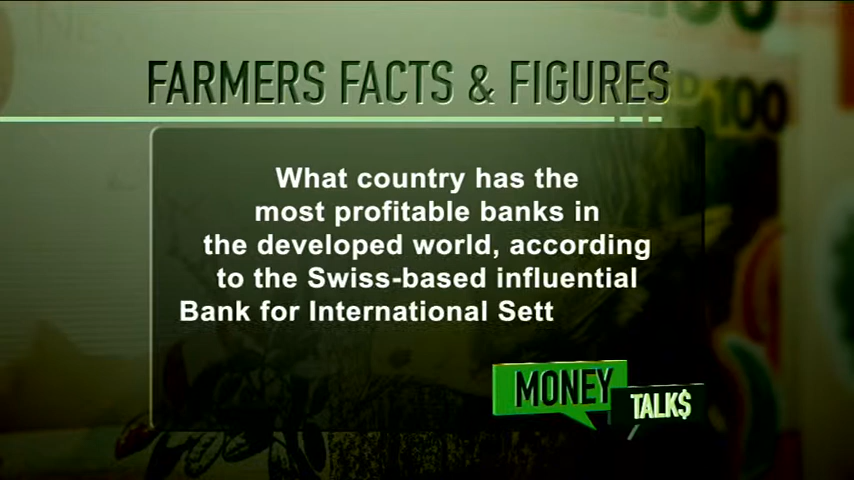 FARMERS FACTS & FIGURES
100
What country has the
most profitable banks in
the developed world, according
to the Swiss-based influential
Bank for International Sett
MONEY
TALK$